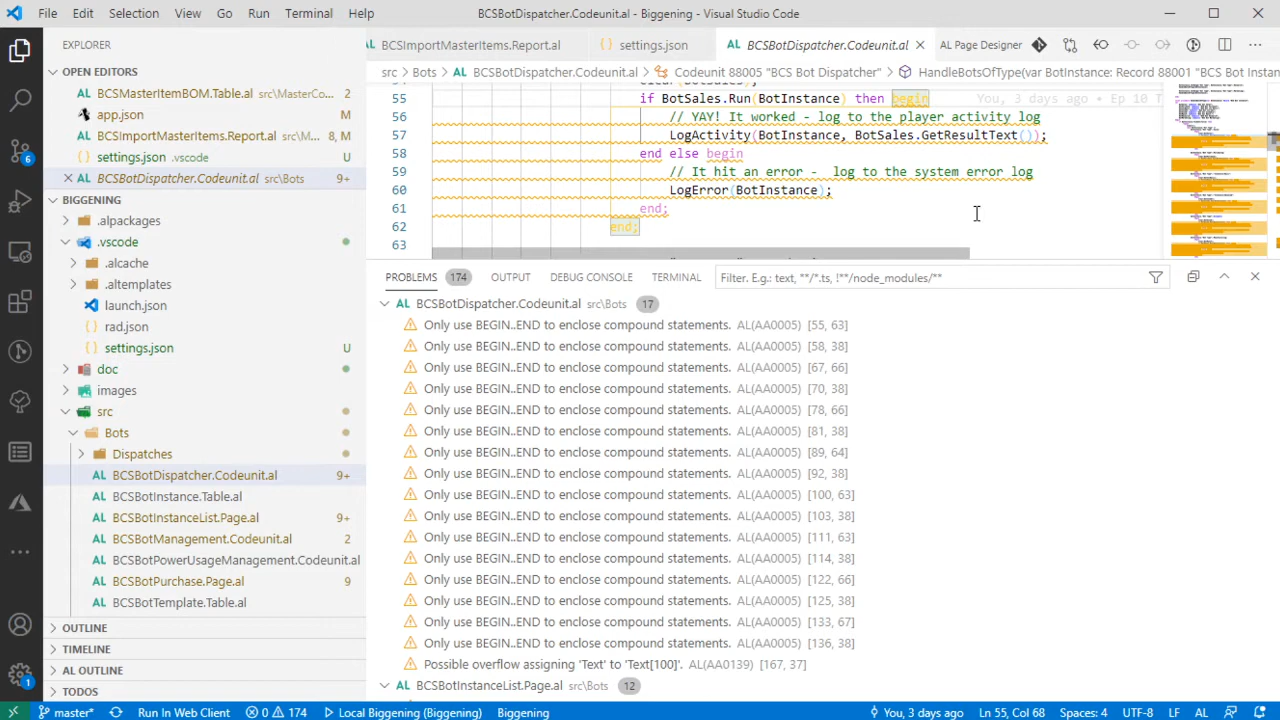 File Edit Selection View Go Run Terminal Help
BCSBotDispatcher.Codeunit.al - Biggening - Visual Studio Code
EXPLORER
OPEN EDITORS
AL BCSMasterItemBOM.Table.al src\MasterCo... 2
app.json M
AL BCSImportMasterItems.Report.al src\M... 8, M
{} settings.json .vscode U
AL BCSBotDispatcher.Codeunit.al src\Bots 9+
BIGGENING
.alpackages
.vscode
.alcache
.altemplates
launch.json
{} rad.json
{} settings.json U
doc
images
src
Bots
Dispatches
AL BCSBotDispatcher.Codeunit.al 9+
AL BCSBotInstance.Table.al
AL BCSBotInstanceList.Page.al 9+
AL BCSBotManagement.Codeunit.al 2
AL BCSBotPowerUsageManagement.Codeunit.al
AL BCSBotPurchase.Page.al 9
AL BCSBotTemplate.Table.al
OUTLINE
TIMELINE
AL OUTLINE
TODOS
6
1
BCSImportMasterItems.Report.al {} settings.json AL BCSBotDispatcher.Codeunit.al AL Page Designer
src > Bots > AL BCSBotDispatcher.Codeunit.al > Codeunit 88005 "BCS Bot Dispatcher" > HandleBotsOfType(var BotInstance: Record 88001 "BCS Bot Instan
55 if BotSales.Run(BotInstance) then begin You, 3 days ago • Ep 10 T
56 // YAY! It worked - log to the player activity log
57 LogActivity(BotInstance, BotSales.GetResultText());
58 end else begin
59 // It hit an error - log to the system error log
60 LogError(BotInstance);
61 end;
62 end;
63
PROBLEMS 174 OUTPUT DEBUG CONSOLE TERMINAL Filter. E.g.: text, **/*.ts, !**/node_modules/**
AL BCSBotDispatcher.Codeunit.al src\Bots 17
Only use BEGIN..END to enclose compound statements. AL(AA0005) [55, 63]
Only use BEGIN..END to enclose compound statements. AL(AA0005) [58, 38]
Only use BEGIN..END to enclose compound statements. AL(AA0005) [67, 66]
Only use BEGIN..END to enclose compound statements. AL(AA0005) [70, 38]
Only use BEGIN..END to enclose compound statements. AL(AA0005) [78, 66]
Only use BEGIN..END to enclose compound statements. AL(AA0005) [81, 38]
Only use BEGIN..END to enclose compound statements. AL(AA0005) [89, 64]
Only use BEGIN..END to enclose compound statements. AL(AA0005) [92, 38]
Only use BEGIN..END to enclose compound statements. AL(AA0005) [100, 63]
Only use BEGIN..END to enclose compound statements. AL(AA0005) [103, 38]
Only use BEGIN..END to enclose compound statements. AL(AA0005) [111, 63]
Only use BEGIN..END to enclose compound statements. AL(AA0005) [114, 38]
Only use BEGIN..END to enclose compound statements. AL(AA0005) [122, 66]
Only use BEGIN..END to enclose compound statements. AL(AA0005) [125, 38]
Only use BEGIN..END to enclose compound statements. AL(AA0005) [133, 67]
Only use BEGIN..END to enclose compound statements. AL(AA0005) [136, 38]
Possible overflow assigning 'Text' to 'Text[100]'. AL(AA0139) [167, 37]
AL BCSBotInstanceList.Page.al src\Bots 12
master* Run In Web Client 0 174 Local Biggening (Biggening) Biggening You, 3 days ago Ln 55, Col 68 Spaces: 4 UTF-8 LF AL